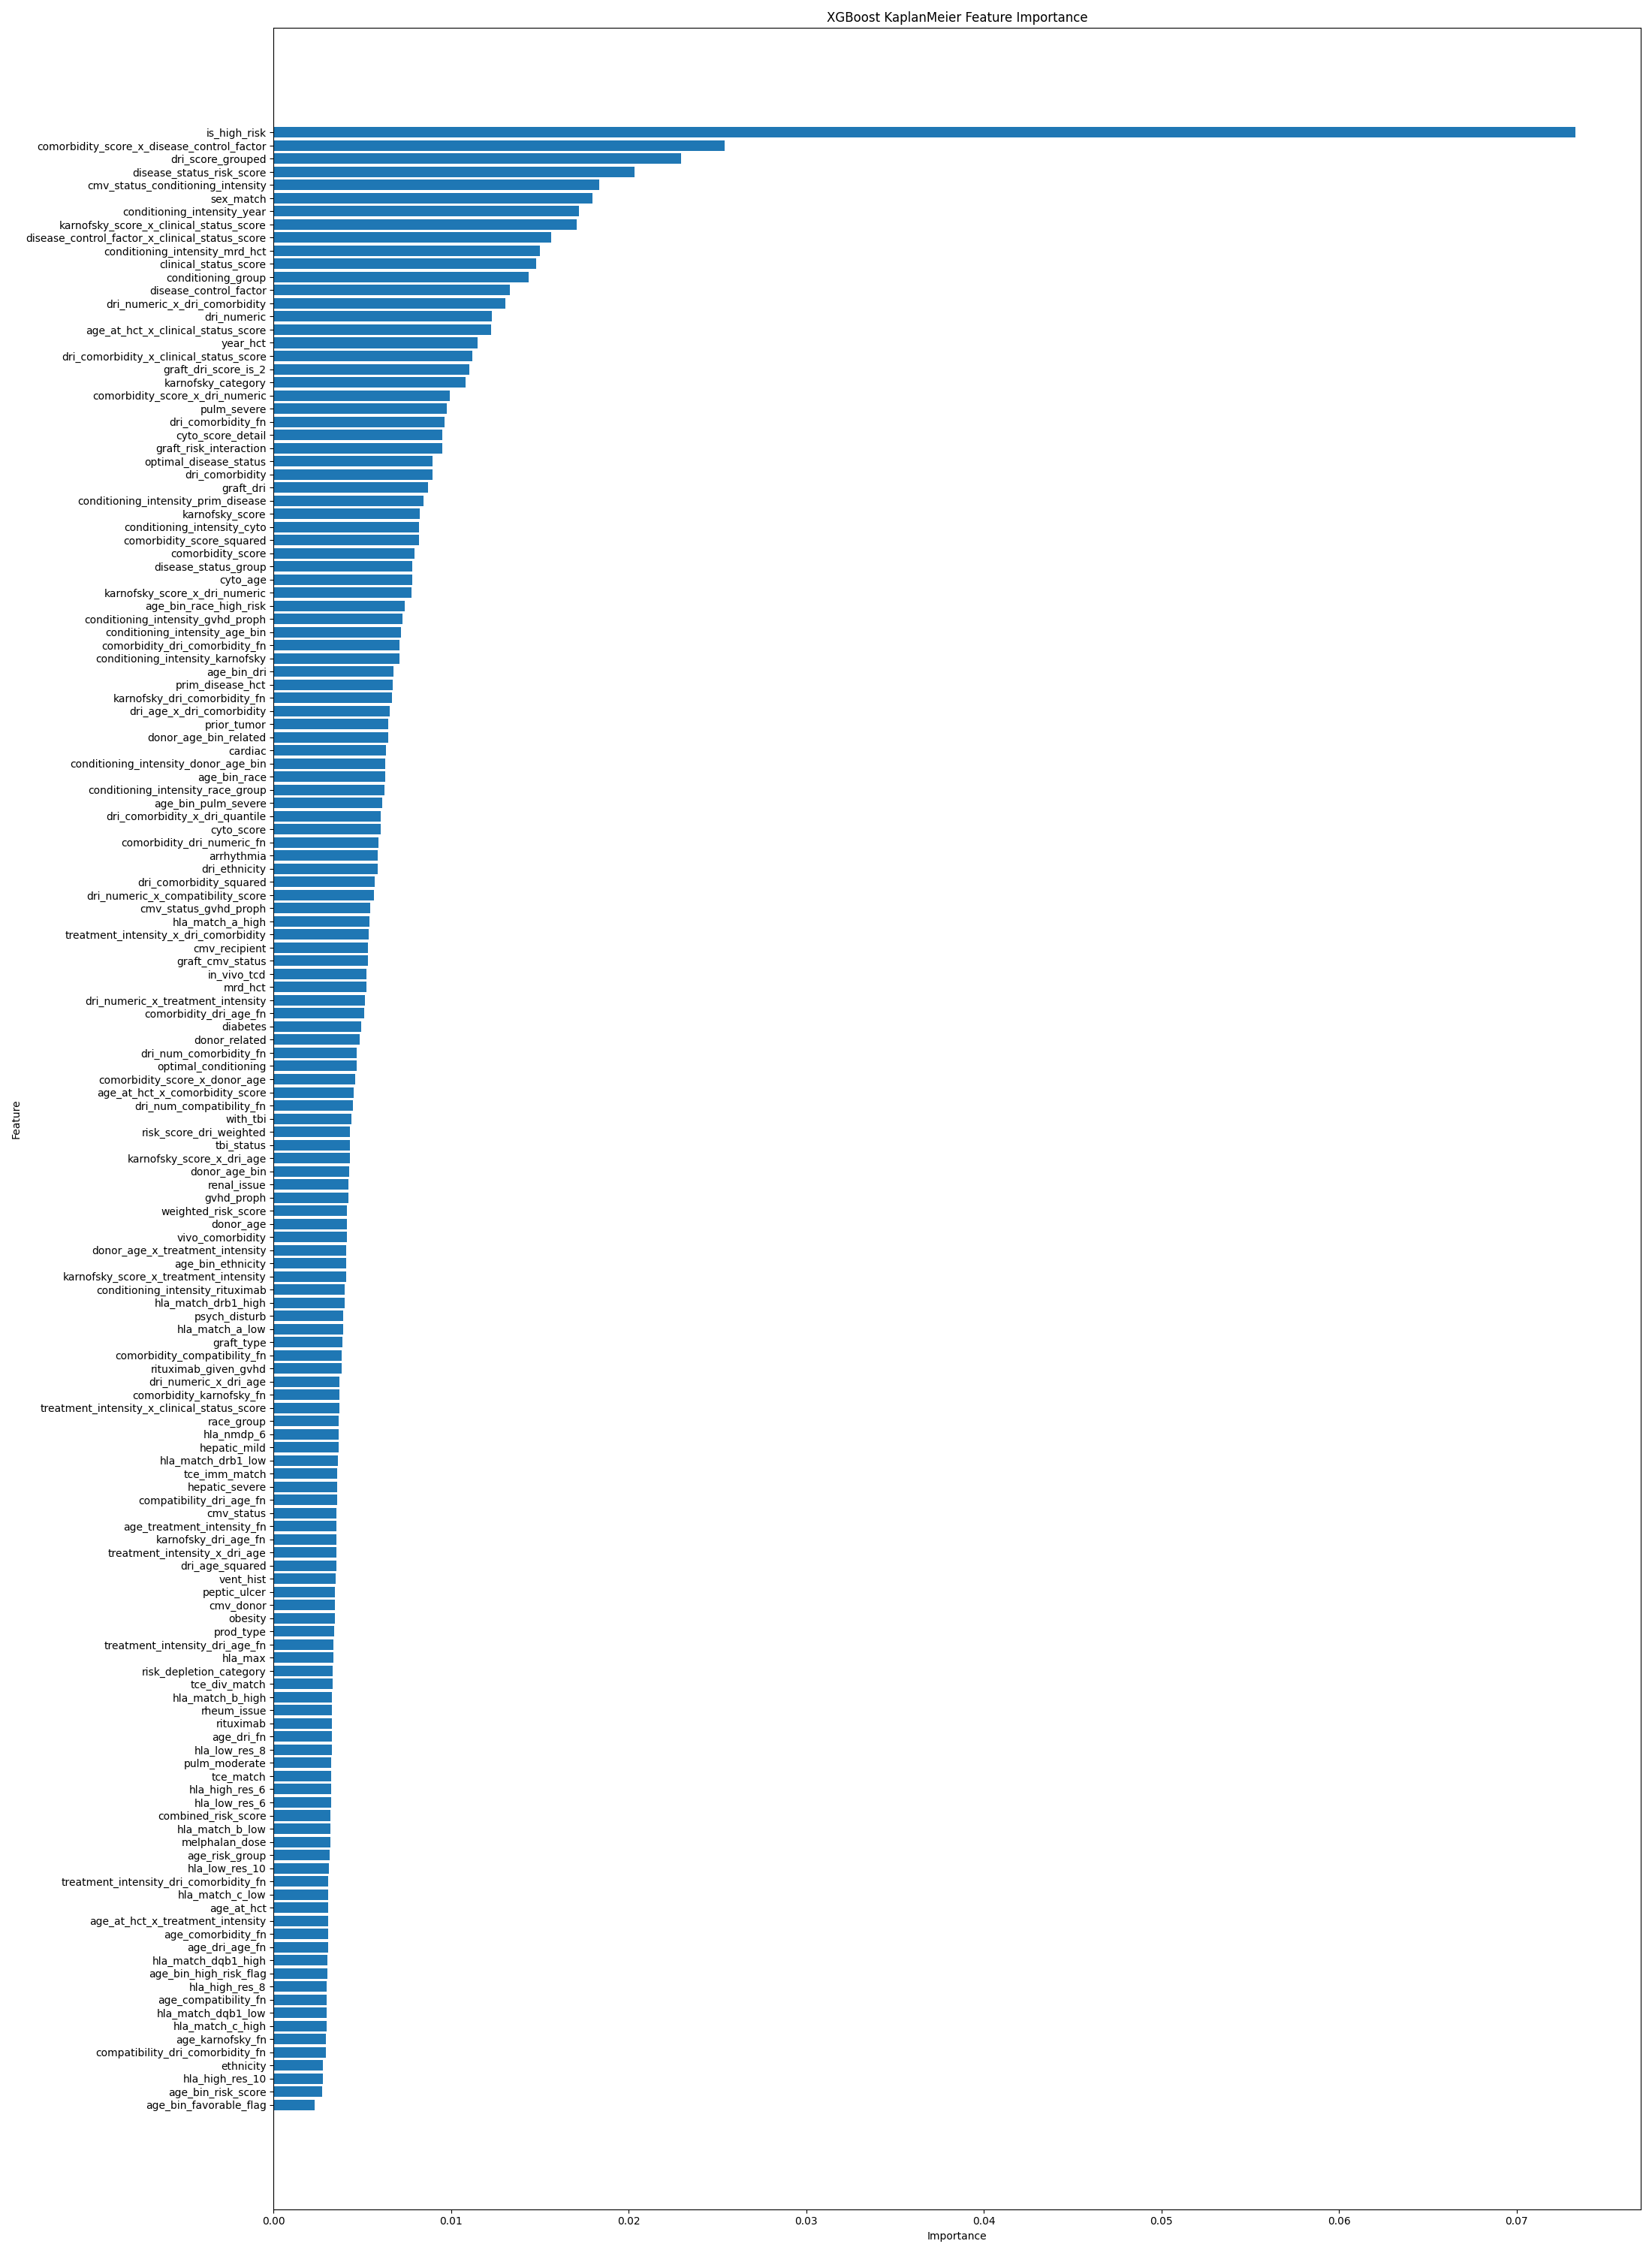 XGBoost KaplanMeier Feature Importance
is_high_risk
comorbidity_score_x_disease_control_factor
dri_score_grouped
disease_status_risk_score
cmv_status_conditioning_intensity
sex_match
conditioning_intensity_year
karnofsky_score_x_clinical_status_score
disease_control_factor_x_clinical_status_score
conditioning_intensity_mrd_hct
clinical_status_score
conditioning_group
disease_control_factor
dri_numeric_x_dri_comorbidity
dri_numeric
age_at_hct_x_clinical_status_score
year_hct
dri_comorbidity_x_clinical_status_score
graft_dri_score_is_2
karnofsky_category
comorbidity_score_x_dri_numeric
pulm_severe
dri_comorbidity_fn
cyto_score_detail
graft_risk_interaction
optimal_disease_status
dri_comorbidity
graft_dri
conditioning_intensity_prim_disease
karnofsky_score
conditioning_intensity_cyto
comorbidity_score_squared
comorbidity_score
disease_status_group
cyto_age
karnofsky_score_x_dri_numeric
age_bin_race_high_risk
conditioning_intensity_gvhd_proph
conditioning_intensity_age_bin
comorbidity_dri_comorbidity_fn
conditioning_intensity_karnofsky
age_bin_dri
prim_disease_hct
karnofsky_dri_comorbidity_fn
dri_age_x_dri_comorbidity
prior_tumor
donor_age_bin_related
cardiac
conditioning_intensity_donor_age_bin
age_bin_race
conditioning_intensity_race_group
age_bin_pulm_severe
dri_comorbidity_x_dri_quantile
cyto_score
comorbidity_dri_numeric_fn
arrhythmia
dri_ethnicity
dri_comorbidity_squared
dri_numeric_x_compatibility_score
cmv_status_gvhd_proph
hla_match_a_high
treatment_intensity_x_dri_comorbidity
cmv_recipient
graft_cmv_status
in_vivo_tcd
mrd_hct
dri_numeric_x_treatment_intensity
comorbidity_dri_age_fn
diabetes
donor_related
dri_num_comorbidity_fn
optimal_conditioning
comorbidity_score_x_donor_age
age_at_hct_x_comorbidity_score
dri_num_compatibility_fn
with_tbi
risk_score_dri_weighted
tbi_status
karnofsky_score_x_dri_age
donor_age_bin
renal_issue
gvhd_proph
weighted_risk_score
donor_age
vivo_comorbidity
donor_age_x_treatment_intensity
age_bin_ethnicity
karnofsky_score_x_treatment_intensity
conditioning_intensity_rituximab
hla_match_drb1_high
psych_disturb
hla_match_a_low
graft_type
comorbidity_compatibility_fn
rituximab_given_gvhd
dri_numeric_x_dri_age
comorbidity_karnofsky_fn
treatment_intensity_x_clinical_status_score
race_group
hla_nmdp_6
hepatic_mild
hla_match_drb1_low
tce_imm_match
hepatic_severe
compatibility_dri_age_fn
cmv_status
age_treatment_intensity_fn
karnofsky_dri_age_fn
treatment_intensity_x_dri_age
dri_age_squared
vent_hist
peptic_ulcer
cmv_donor
obesity
prod_type
treatment_intensity_dri_age_fn
hla_max
risk_depletion_category
tce_div_match
hla_match_b_high
rheum_issue
rituximab
age_dri_fn
hla_low_res_8
pulm_moderate
tce_match
hla_high_res_6
hla_low_res_6
combined_risk_score
hla_match_b_low
melphalan_dose
age_risk_group
hla_low_res_10
treatment_intensity_dri_comorbidity_fn
hla_match_c_low
age_at_hct
age_at_hct_x_treatment_intensity
age_comorbidity_fn
age_dri_age_fn
hla_match_dqb1_high
age_bin_high_risk_flag
hla_high_res_8
age_compatibility_fn
hla_match_dqb1_low
hla_match_c_high
age_karnofsky_fn
compatibility_dri_comorbidity_fn
ethnicity
hla_high_res_10
age_bin_risk_score
age_bin_favorable_flag
Feature
0.00 0.01 0.02 0.03 0.04 0.05 0.06 0.07
Importance